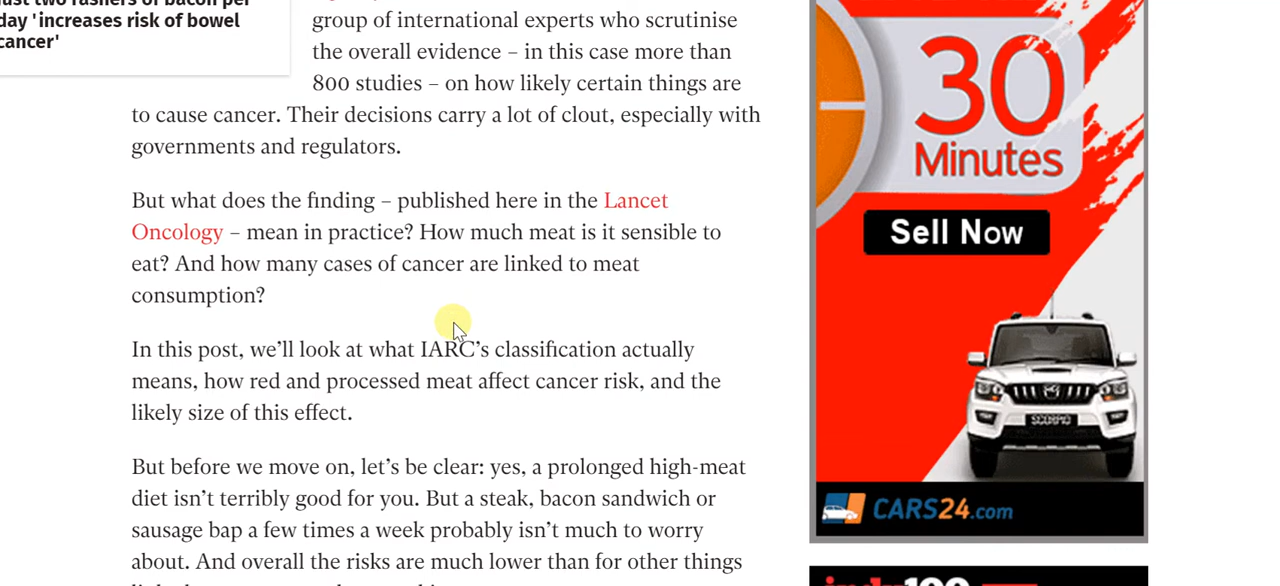 just two rashers of bacon per
day 'increases risk of bowel
cancer'
group of international experts who scrutinise
the overall evidence – in this case more than
800 studies – on how likely certain things are
to cause cancer. Their decisions carry a lot of clout, especially with
governments and regulators.
But what does the finding – published here in the Lancet
Oncology – mean in practice? How much meat is it sensible to
eat? And how many cases of cancer are linked to meat
consumption?
In this post, we’ll look at what IARC’s classification actually
means, how red and processed meat affect cancer risk, and the
likely size of this effect.
But before we move on, let’s be clear: yes, a prolonged high-meat
diet isn’t terribly good for you. But a steak, bacon sandwich or
sausage bap a few times a week probably isn’t much to worry
about. And overall the risks are much lower than for other things
30
Minutes
Sell Now
SCORPIO
CARS24.com
indy100